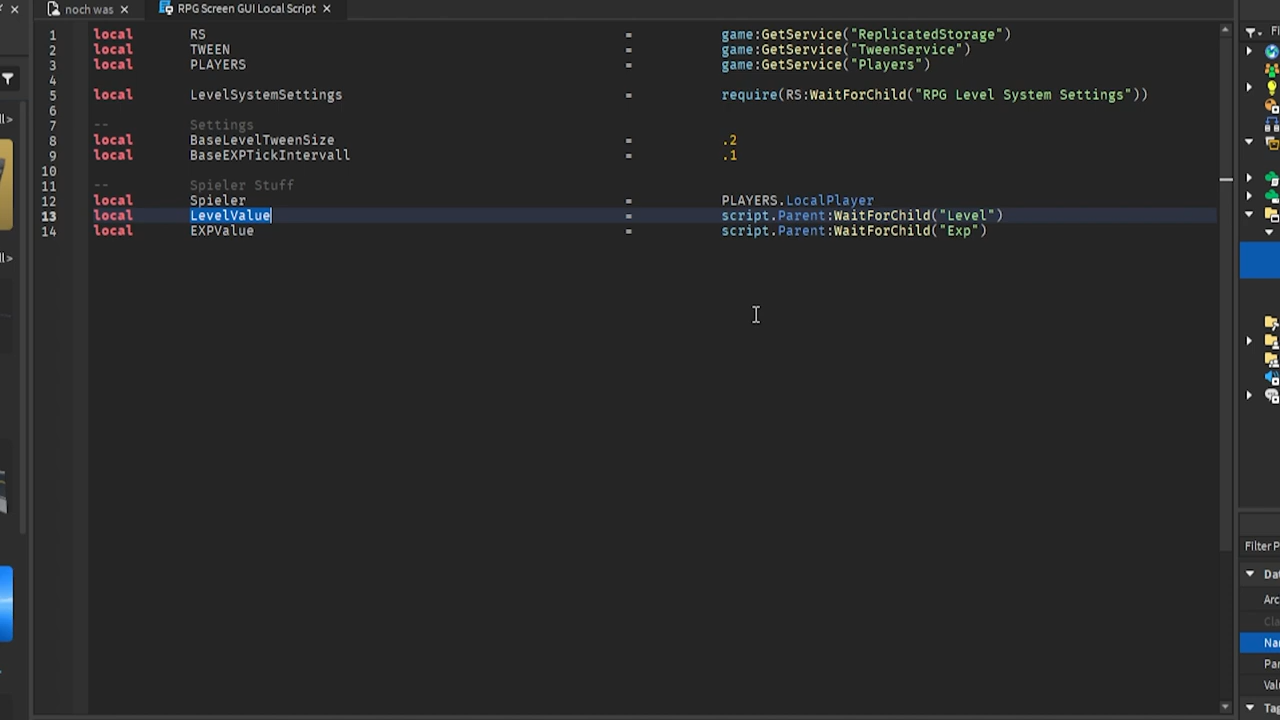 noch was
RPG Screen GUI Local Script
1 local RS = game:GetService("ReplicatedStorage")
2 local TWEEN = game:GetService("TweenService")
3 local PLAYERS = game:GetService("Players")
4
5 local LevelSystemSettings = require(RS:WaitForChild("RPG Level System Settings"))
6
7 -- Settings
8 local BaseLevelTweenSize = .2
9 local BaseEXPTickIntervall = .1
10
11 -- Spieler Stuff
12 local Spieler = PLAYERS.LocalPlayer
13 local LevelValue = script.Parent:WaitForChild("Level")
14 local EXPValue = script.Parent:WaitForChild("Exp")
Filter P